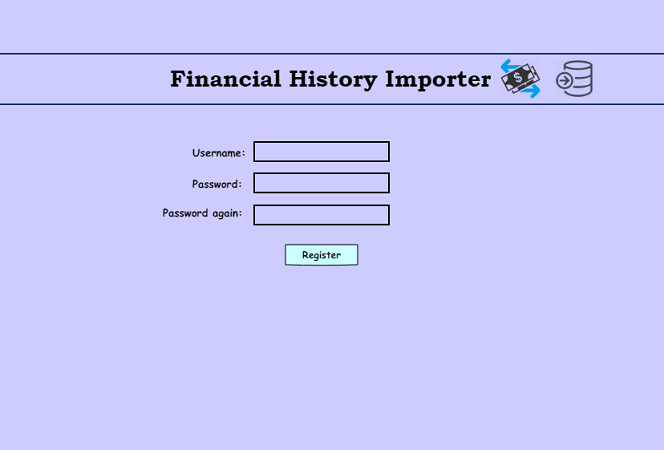 Financial History Importer
$
Username:
Password:
Password again:
Register